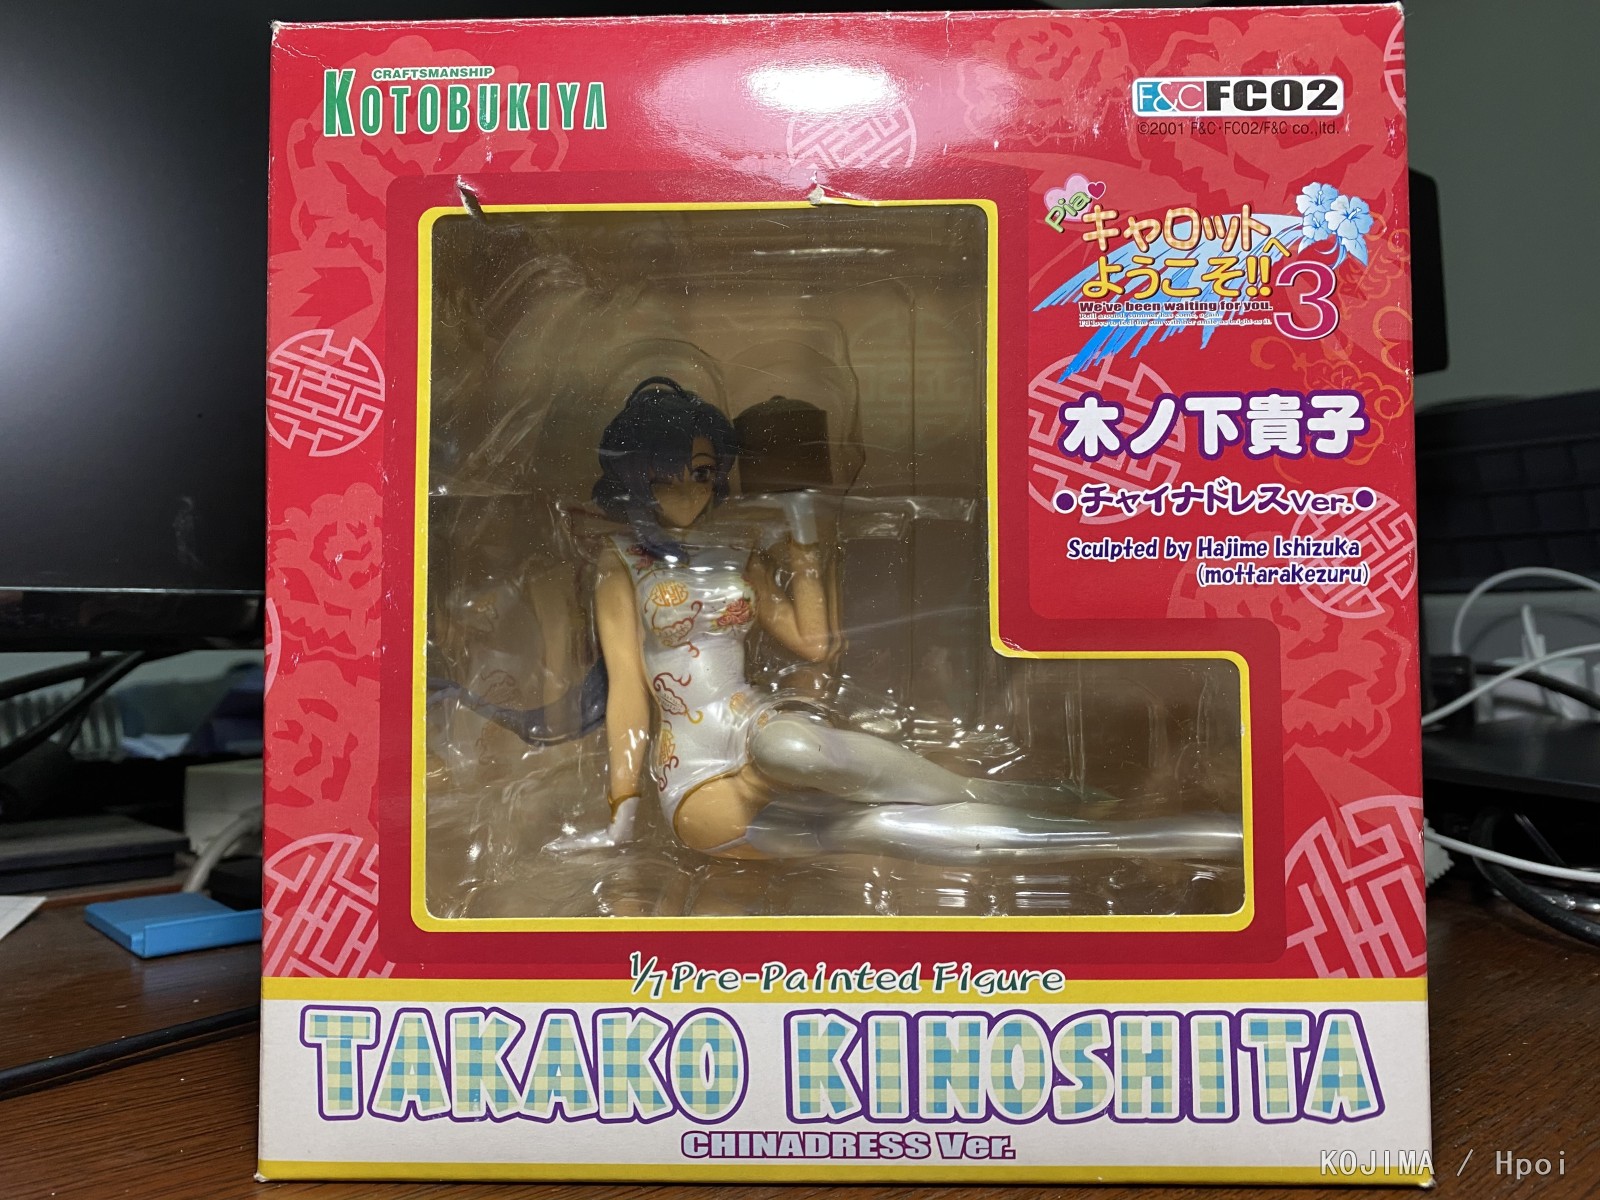 CRAFTSMANSHIP
KOTOBUKIYA
F&C FC02
©2001 F&C・FC02/F&C co.,ltd.
Pia
キャロットへ
ようこそ!!
3
We've been waiting for you.
木ノ下貴子
●チャイナドレスVer.●
Sculpted by Hajime Ishizuka
(mottarakezuru)
1/7 Pre-Painted Figure
TAKAKO KINOSHITA
CHINADRESS Ver.
KOJIMA / Hpoi